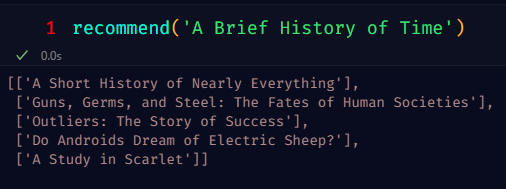 1 recommend('A Brief History of Time')
✓ 0.0s
[['A Short History of Nearly Everything'],
['Guns, Germs, and Steel: The Fates of Human Societies'],
['Outliers: The Story of Success'],
['Do Androids Dream of Electric Sheep?'],
['A Study in Scarlet']]